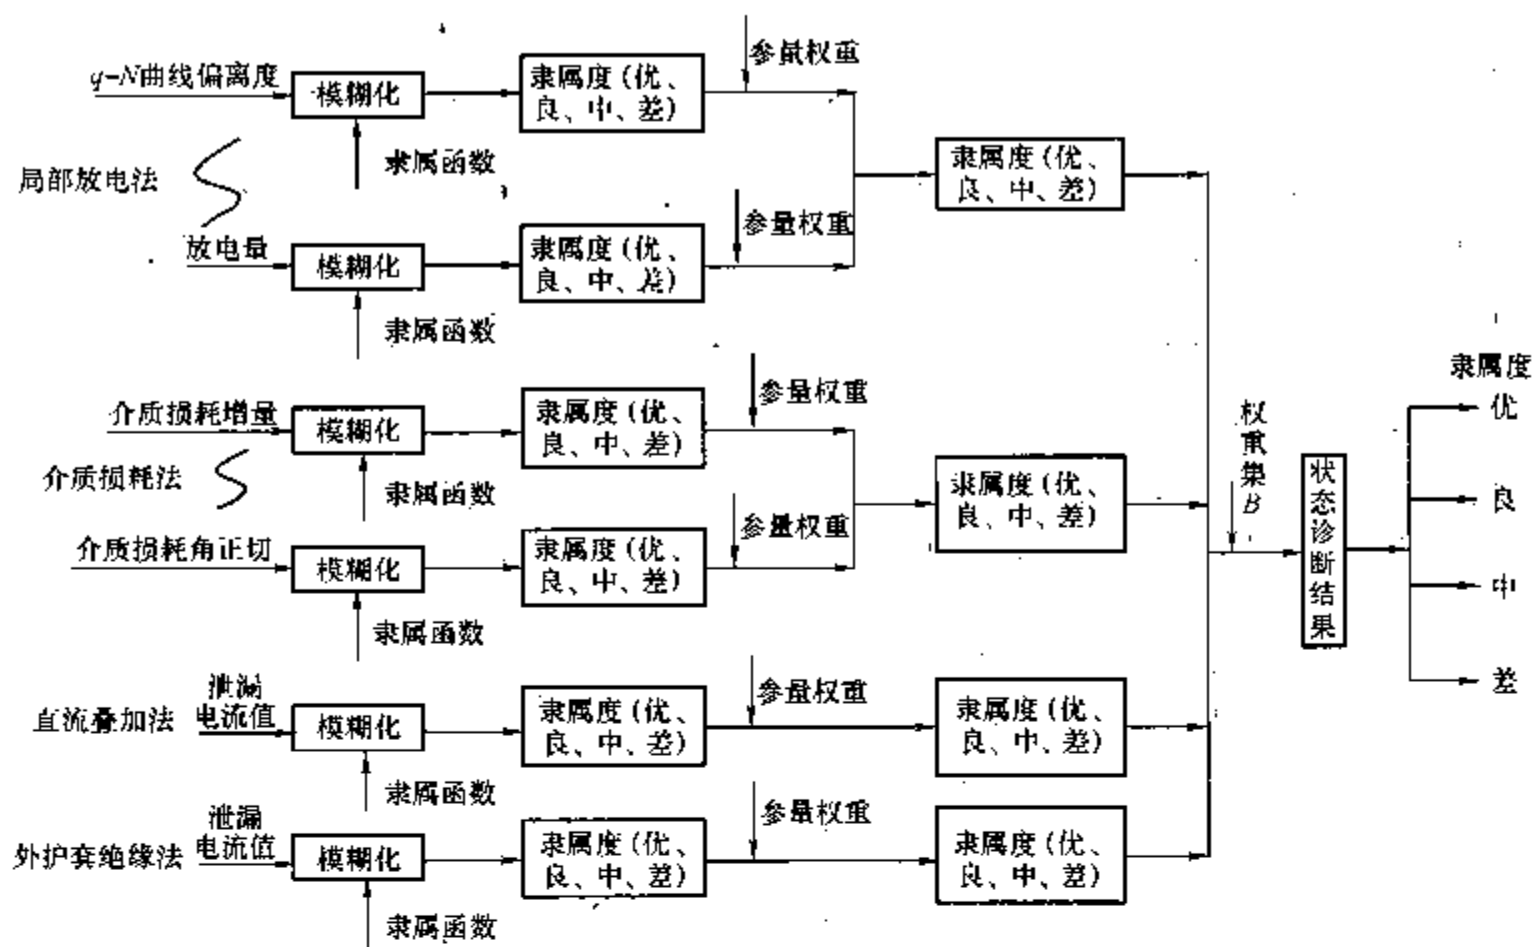 q-N曲线偏离度
模糊化
隶属函数
隶属度(优、
良、中、差)
参量权重
局部放电法
放电量
模糊化
隶属函数
隶属度(优、
良、中、差)
参量权重
隶属度(优、
良、中、差)
介质损耗增量
模糊化
隶属函数
隶属度(优、
良、中、差)
参量权重
介质损耗法
介质损耗角正切
模糊化
隶属函数
隶属度(优、
良、中、差)
参量权重
隶属度(优、
良、中、差)
直流叠加法
泄漏
电流值
模糊化
隶属函数
隶属度(优、
良、中、差)
参量权重
隶属度(优、
良、中、差)
外护套绝缘法
泄漏
电流值
模糊化
隶属函数
隶属度(优、
良、中、差)
参量权重
隶属度(优、
良、中、差)
权重集B
状态诊断结果
隶属度
优
良
中
差